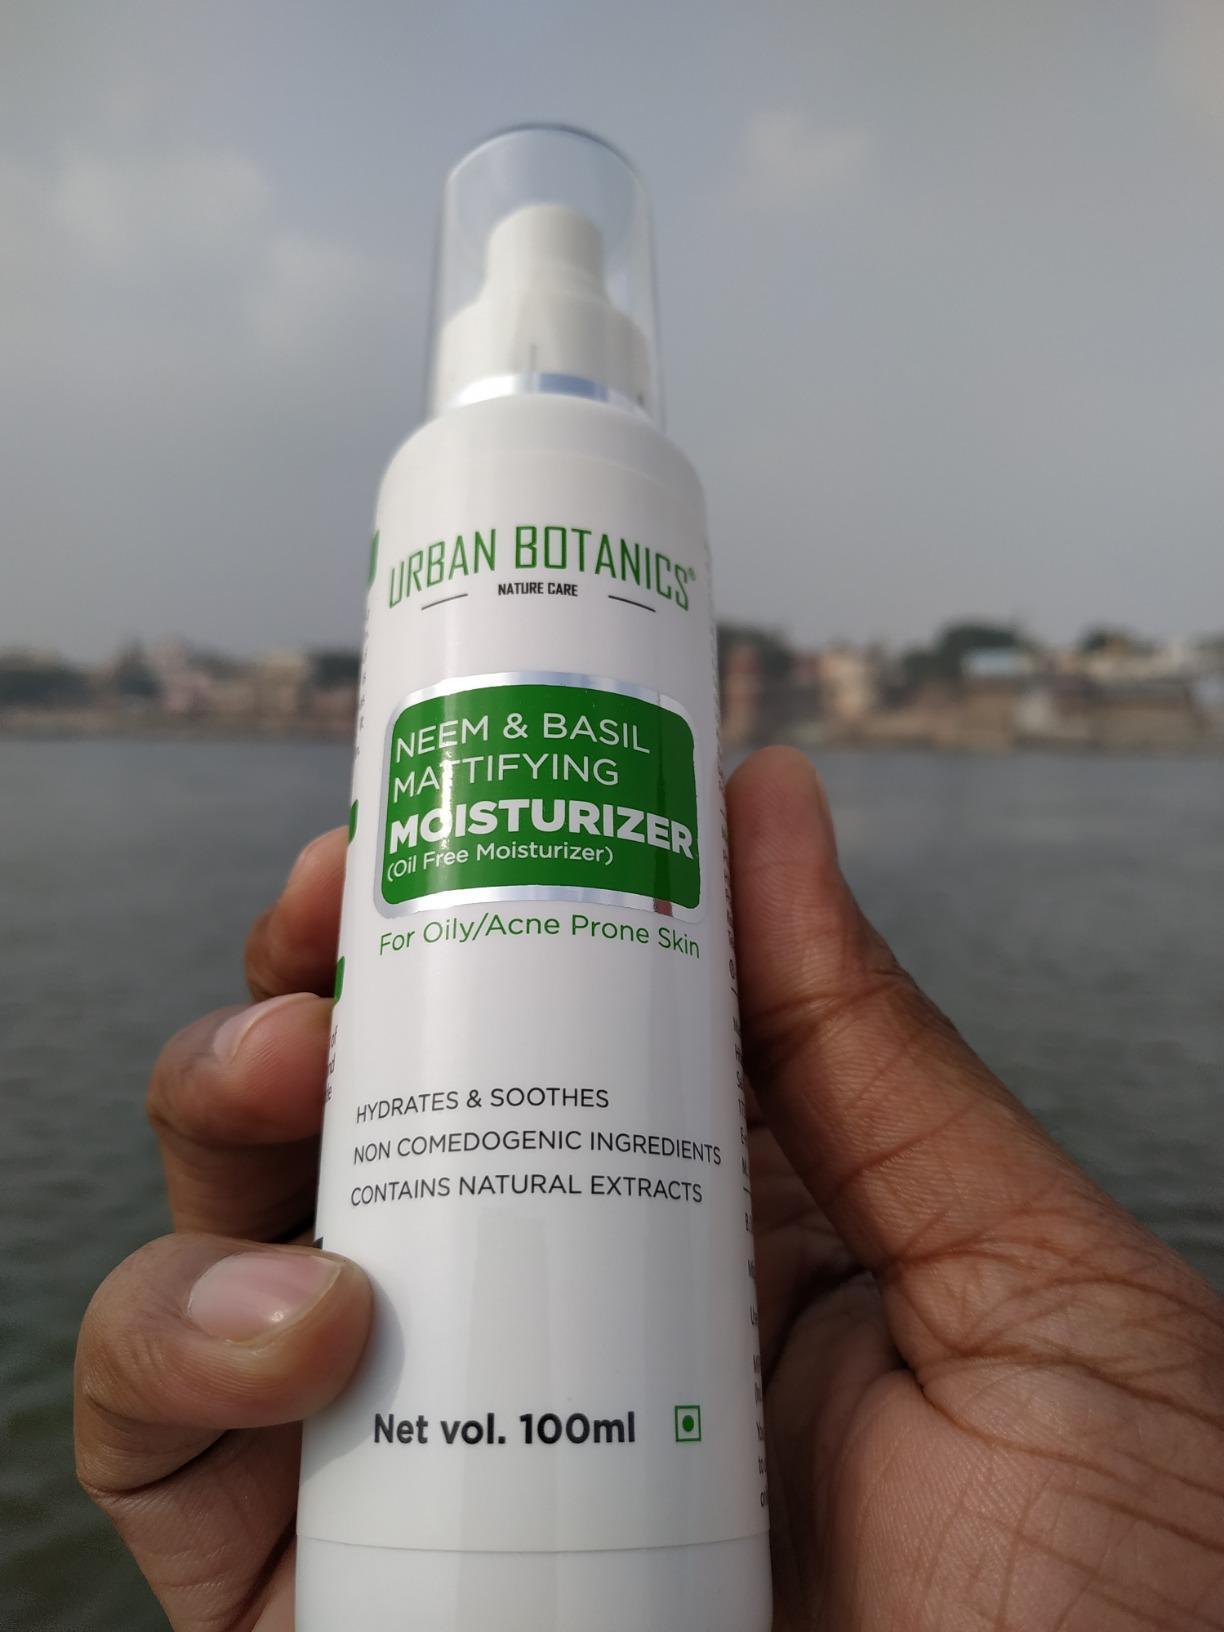 URBAN BOTANICS®
NATURE CARE
NEEM & BASIL
MATTIFYING
MOISTURIZER
(Oil Free Moisturizer)
For Oily/Acne Prone Skin
HYDRATES & SOOTHES
NON COMEDOGENIC INGREDIENTS
CONTAINS NATURAL EXTRACTS
Net vol. 100ml